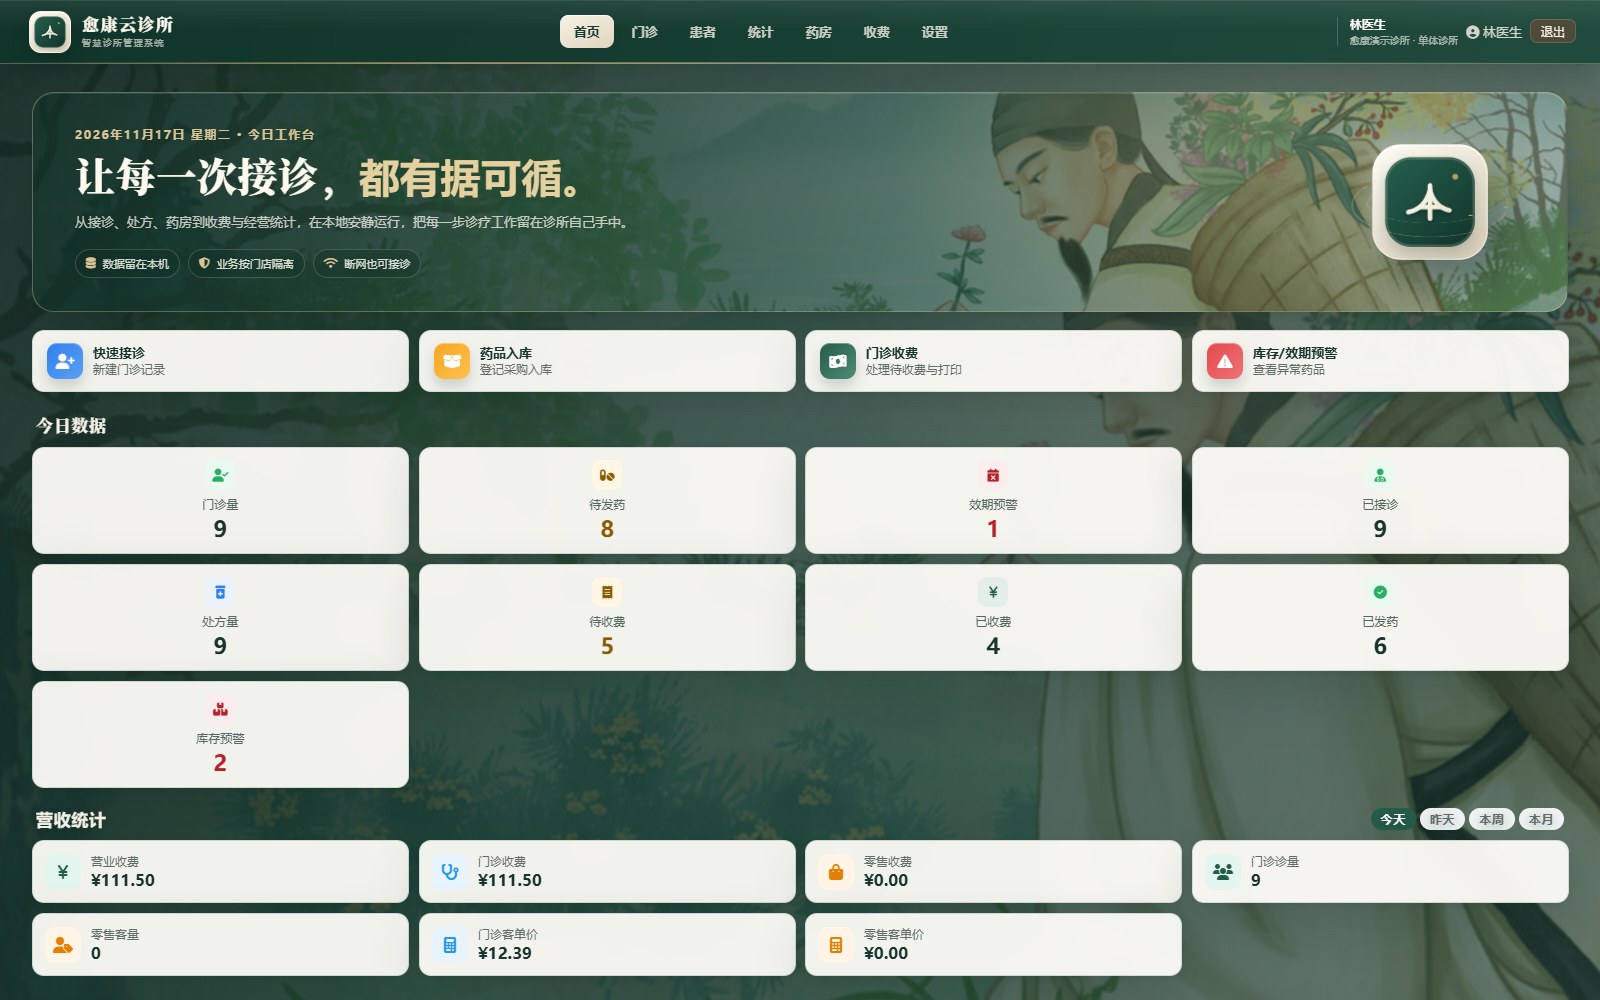 愈康云诊所
智慧诊所管理系统
首页 门诊 患者 统计 药房 收费 设置
林医生
愈康演示诊所 · 单体诊所
林医生
退出
2026年11月17日 星期二 • 今日工作台
让每一次接诊，都有据可循。
从接诊、处方、药房到收费与经营统计，在本地安静运行，把每一步诊疗工作留在诊所自己手中。
数据留在本机 业务按门店隔离 断网也可接诊
快速接诊
新建门诊记录
药品入库
登记采购入库
门诊收费
处理待收费与打印
库存/效期预警
查看异常药品
今日数据
门诊量
9
待发药
8
效期预警
1
已接诊
9
处方量
9
待收费
5
¥
已收费
4
已发药
6
库存预警
2
营收统计
今天 昨天 本周 本月
¥
营业收费
¥111.50
门诊收费
¥111.50
零售收费
¥0.00
门诊诊量
9
零售客量
0
门诊客单价
¥12.39
零售客单价
¥0.00